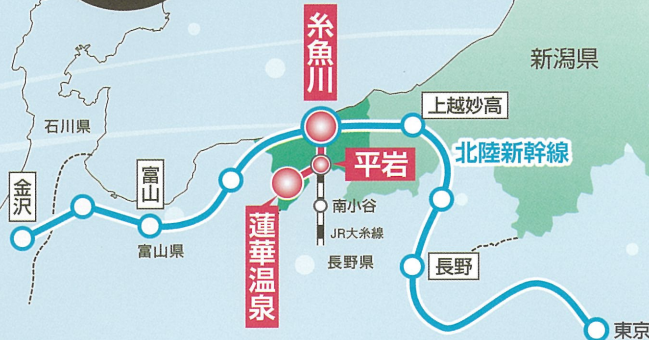 糸魚川
新潟県
上越妙高
石川県
北陸新幹線
平岩
富山
金沢
南小谷
蓮華温泉
JR大糸線
富山県
長野県
長野
東京